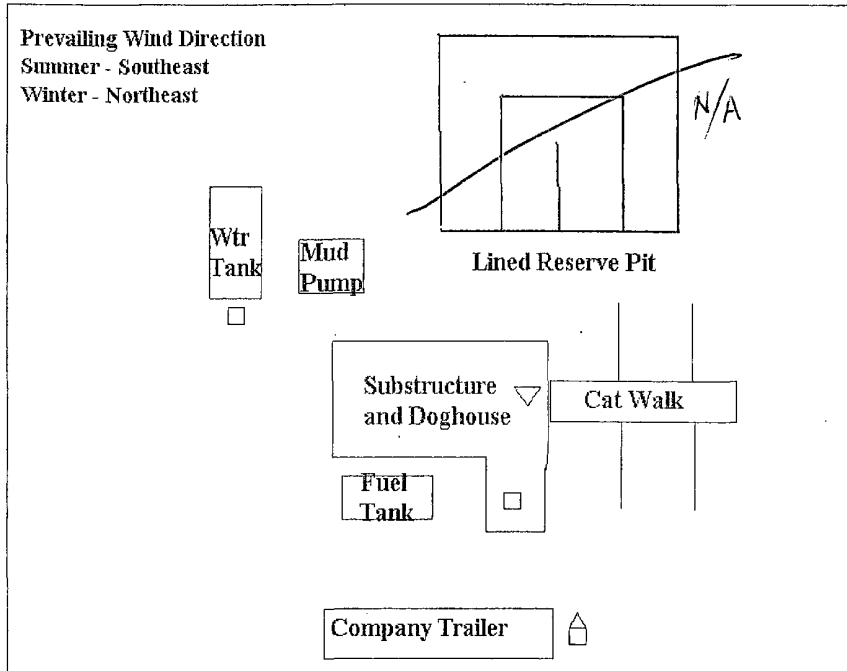 Prevailing Wind Direction
Summer - Southeast
Winter - Northeast
N/A
Wtr
Tank
Mud
Pump
Lined Reserve Pit
Substructure
and Doghouse
Cat Walk
Fuel
Tank
Company Trailer